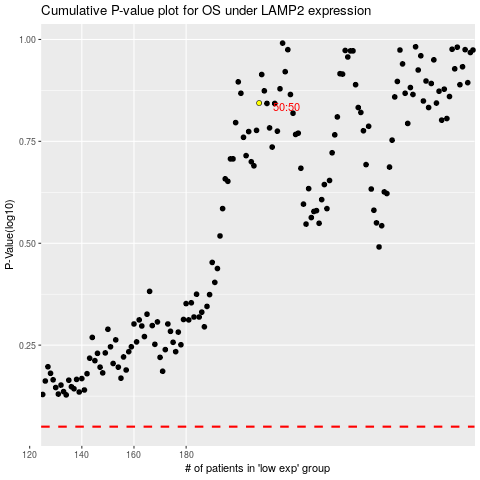 Cumulative P-value plot for OS under LAMP2 expression
1.00
0.75
0.50
0.25
P-Value(log10)
50:50
120 140 160 180
# of patients in 'low exp' group